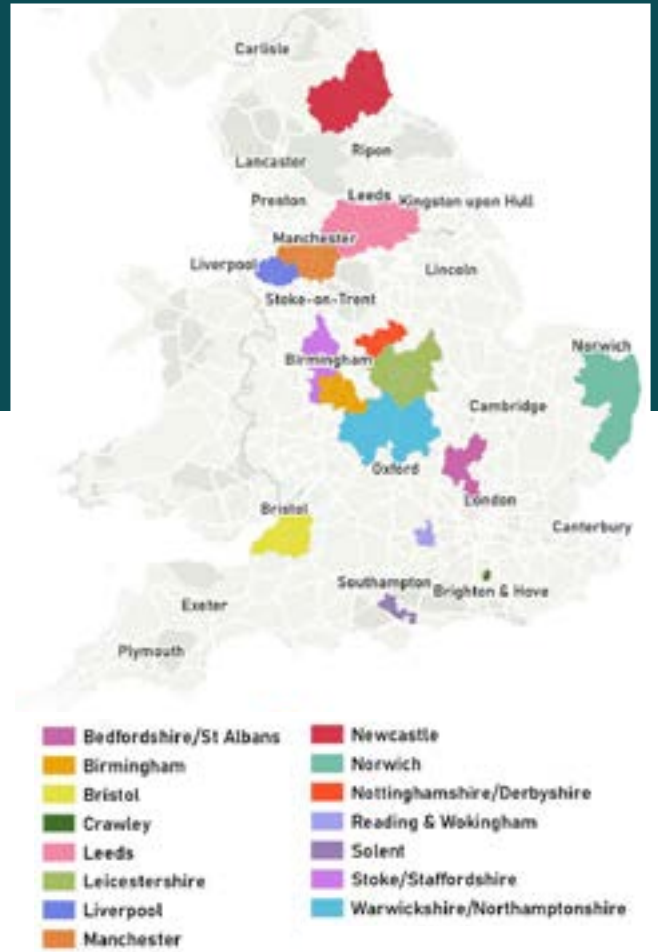 Carlisle
Ripon
Lancaster
Preston
Leeds
Kingston upon Hull
Manchester
Liverpool
Lincoln
Stoke-on-Trent
Norwich
Birmingham
Cambridge
Oxford
London
Bristol
Canterbury
Southampton
Brighton & Hove
Exeter
Plymouth
Bedfordshire/St Albans
Birmingham
Bristol
Crawley
Leeds
Leicestershire
Liverpool
Manchester
Newcastle
Norwich
Nottinghamshire/Derbyshire
Reading & Wokingham
Solent
Stoke/Staffordshire
Warwickshire/Northamptonshire